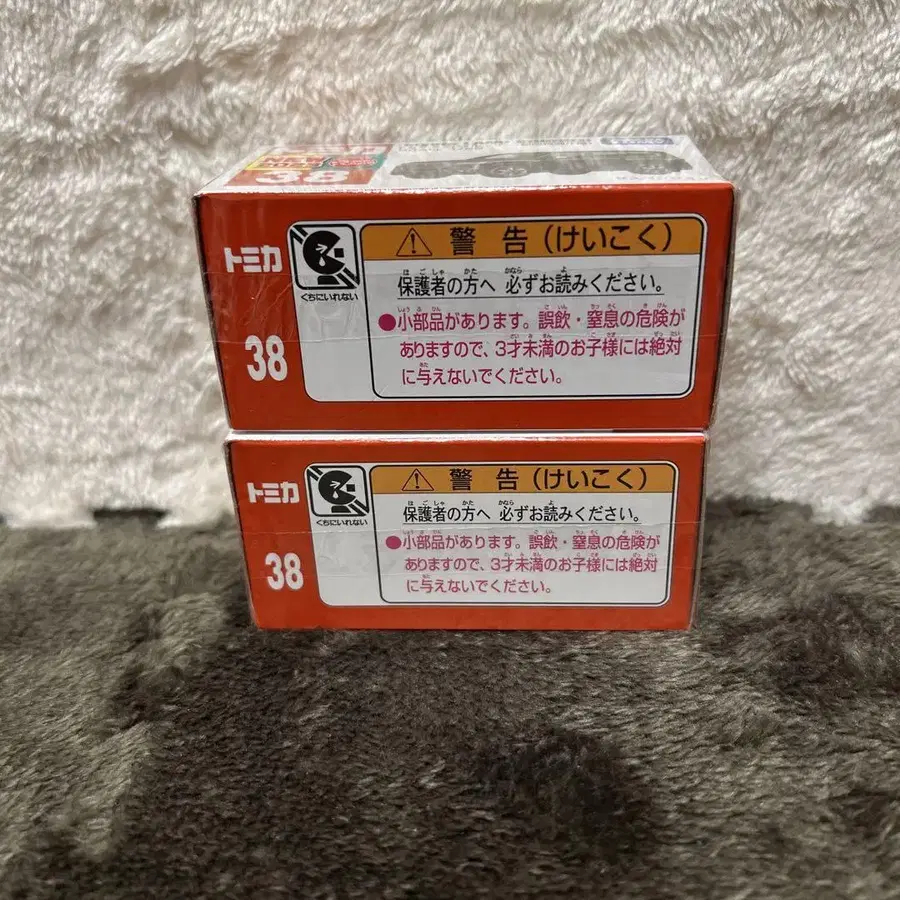 38
トミカ
38
くちにいれない
警告(けいこく)
保護者の方へ 必ずお読みください。
●小部品があります。誤飲・窒息の危険が
ありますので、3才未満のお子様には絶対
に与えないでください。
トミカ
38
くちにいれない
警告(けいこく)
保護者の方へ 必ずお読みください。
●小部品があります。誤飲・窒息の危険が
ありますので、3才未満のお子様には絶対
に与えないでください。